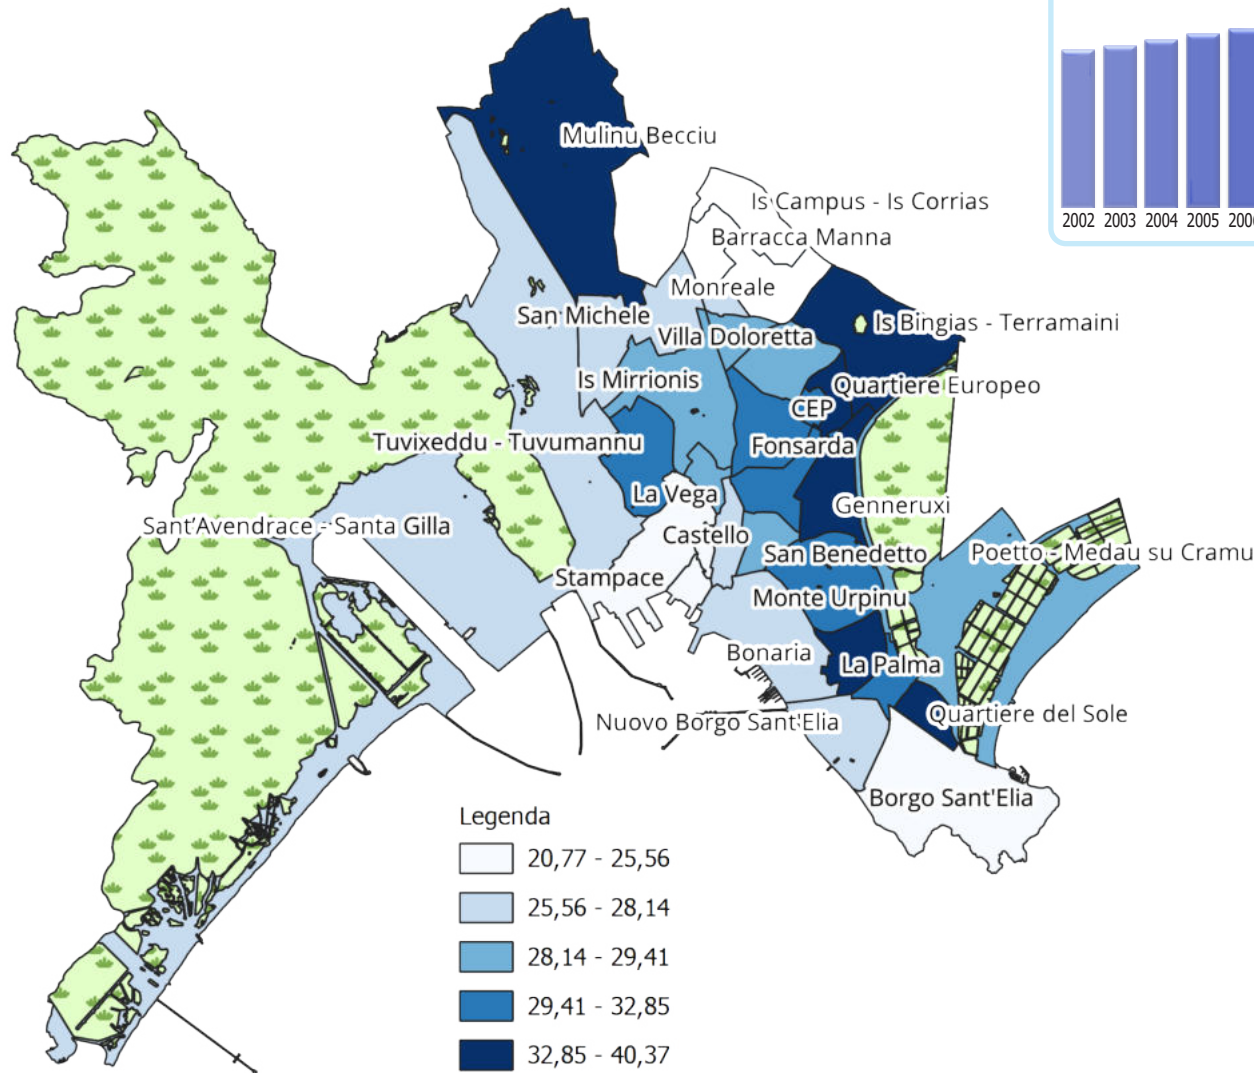 2002 2003 2004 2005
Mulinu Becciu
Is Campus - Is Corrias
Barracca Manna
Monreale
San Michele
Is Bingias - Terramaini
Villa Doloretta
Is Mirrionis
Quartiere Europeo
CEP
Tuvixeddu - Tuvumannu
Fonsarda
La Vega
Genneruxi
Sant'Avendrace - Santa Gilla
Castello
San Benedetto
Poetto - Medau su Cramu
Stampace
Monte Urpinu
Bonaria
La Palma
Nuovo Borgo Sant'Elia
Quartiere del Sole
Borgo Sant'Elia
Legenda
20,77 - 25,56
25,56 - 28,14
28,14 - 29,41
29,41 - 32,85
32,85 - 40,37